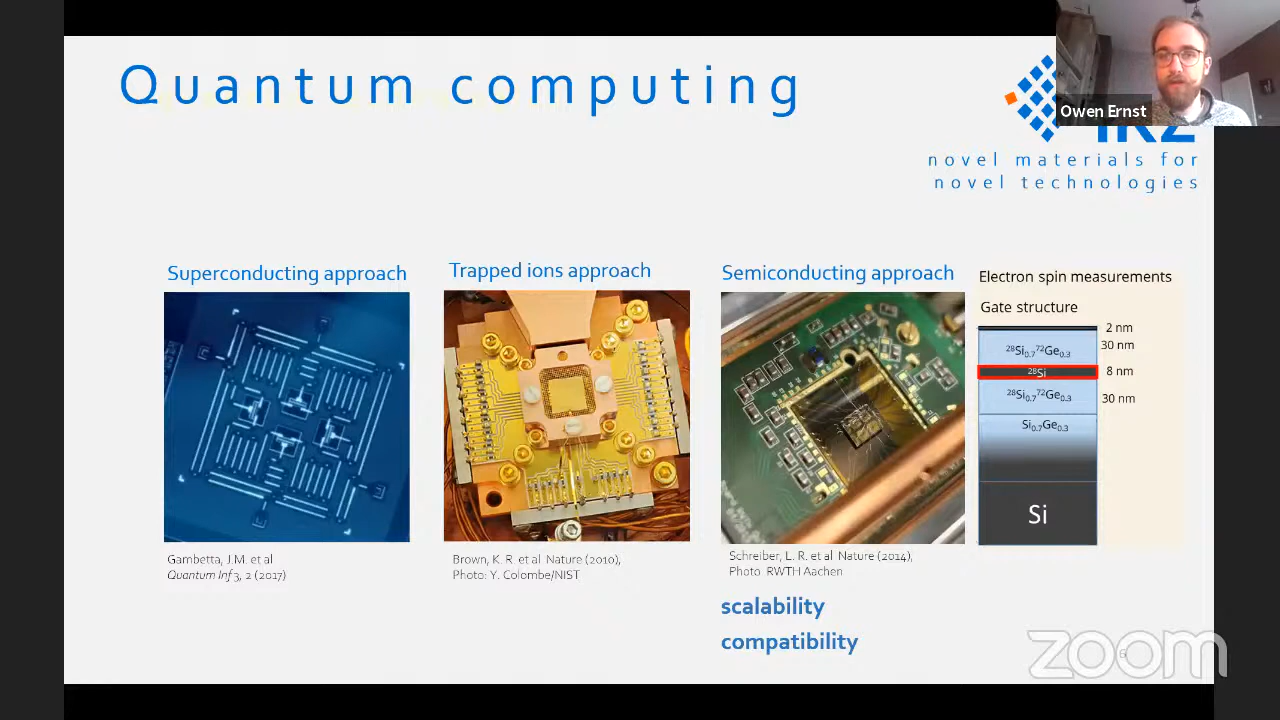 Quantum computing
Owen Ernst
IKZ
novel materials for
novel technologies
Superconducting approach
Gambetta, J.M. et al
Quantum Inf 3, 2 (2017)
Trapped ions approach
Brown, K. R. et al Nature (2010),
Photo: Y. Colombe/NIST
Semiconducting approach
Schreiber, L. R. et al Nature (2014),
Photo RWTH Aachen
scalability
compatibility
Electron spin measurements
Gate structure
2 nm
30 nm
²⁸Si₀.₇⁷²Ge₀.₃
²⁸Si
8 nm
²⁸Si₀.₇⁷²Ge₀.₃
30 nm
Si₀.₇Ge₀.₃
Si
6
zoom